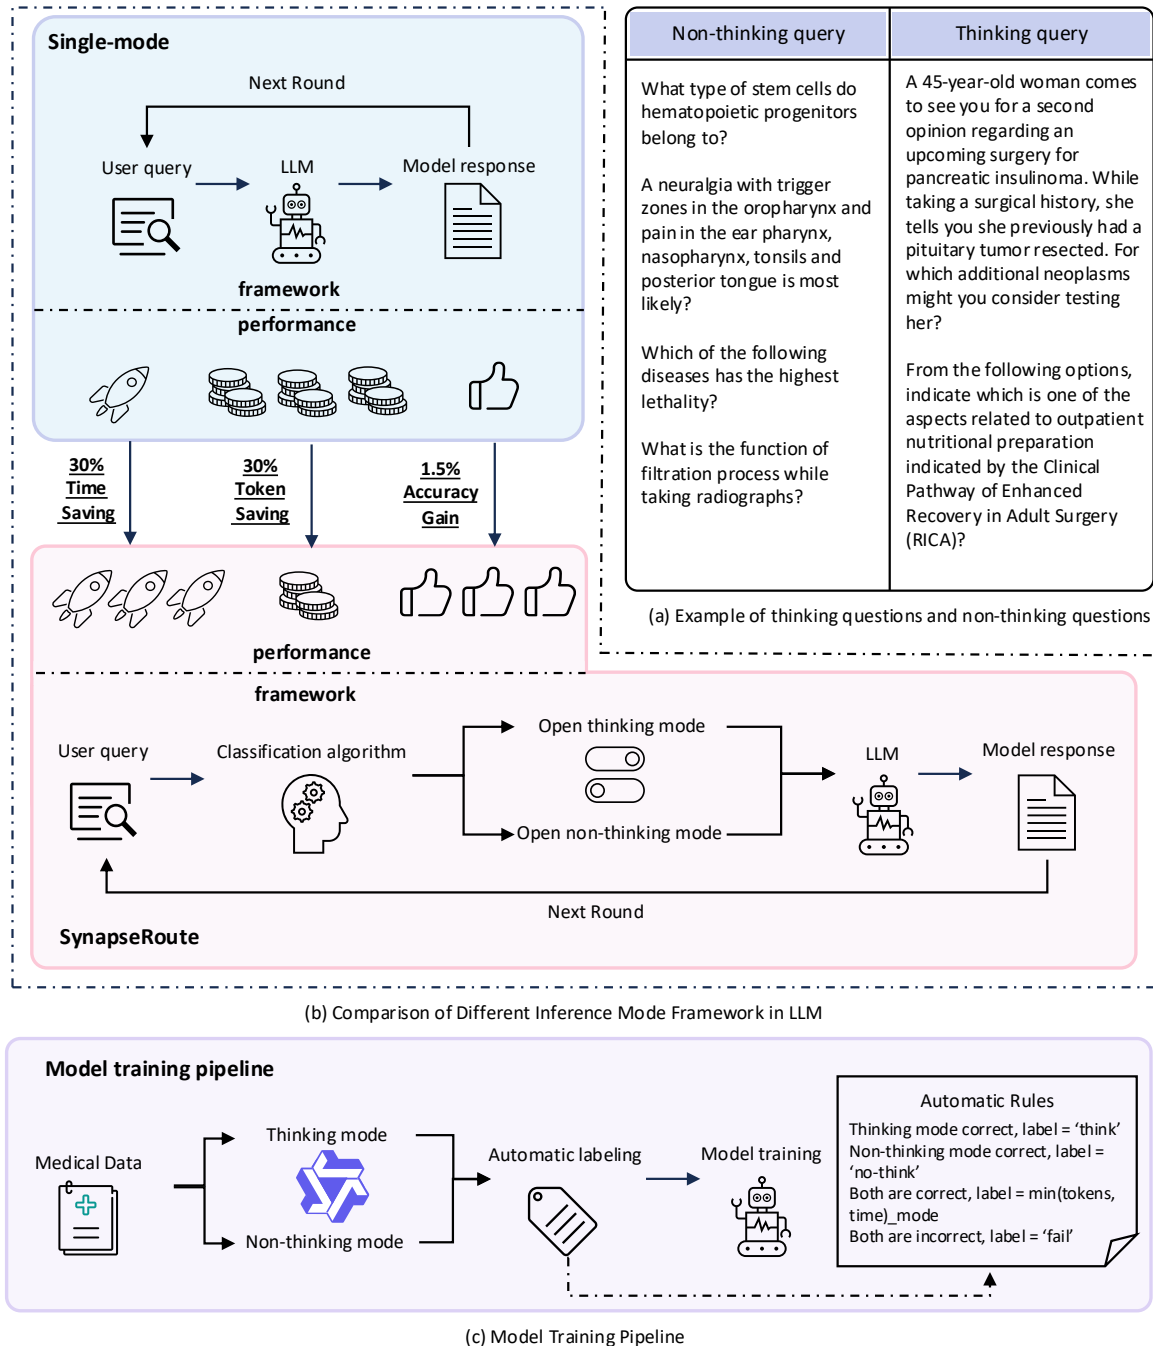 Single-mode
Next Round
User query
LLM
Model response
framework
performance
30%
Time
Saving
30%
Token
Saving
1.5%
Accuracy
Gain
performance
framework
User query
Classification algorithm
Open thinking mode
Open non-thinking mode
LLM
Model response
Next Round
SynapseRoute
Non-thinking query
What type of stem cells do
hematopoietic progenitors
belong to?
A neuralgia with trigger
zones in the oropharynx and
pain in the ear pharynx,
nasopharynx, tonsils and
posterior tongue is most
likely?
Which of the following
diseases has the highest
lethality?
What is the function of
filtration process while
taking radiographs?
Thinking query
A 45-year-old woman comes
to see you for a second
opinion regarding an
upcoming surgery for
pancreatic insulinoma. While
taking a surgical history, she
tells you she previously had a
pituitary tumor resected. For
which additional neoplasms
might you consider testing
her?
From the following options,
indicate which is one of the
aspects related to outpatient
nutritional preparation
indicated by the Clinical
Pathway of Enhanced
Recovery in Adult Surgery
(RICA)?
(a) Example of thinking questions and non-thinking questions
(b) Comparison of Different Inference Mode Framework in LLM
Model training pipeline
Medical Data
Thinking mode
Non-thinking mode
Automatic labeling
Model training
Automatic Rules
Thinking mode correct, label = ‘think’
Non-thinking mode correct, label =
‘no-think’
Both are correct, label = min(tokens,
time)_mode
Both are incorrect, label = ‘fail’
(c) Model Training Pipeline